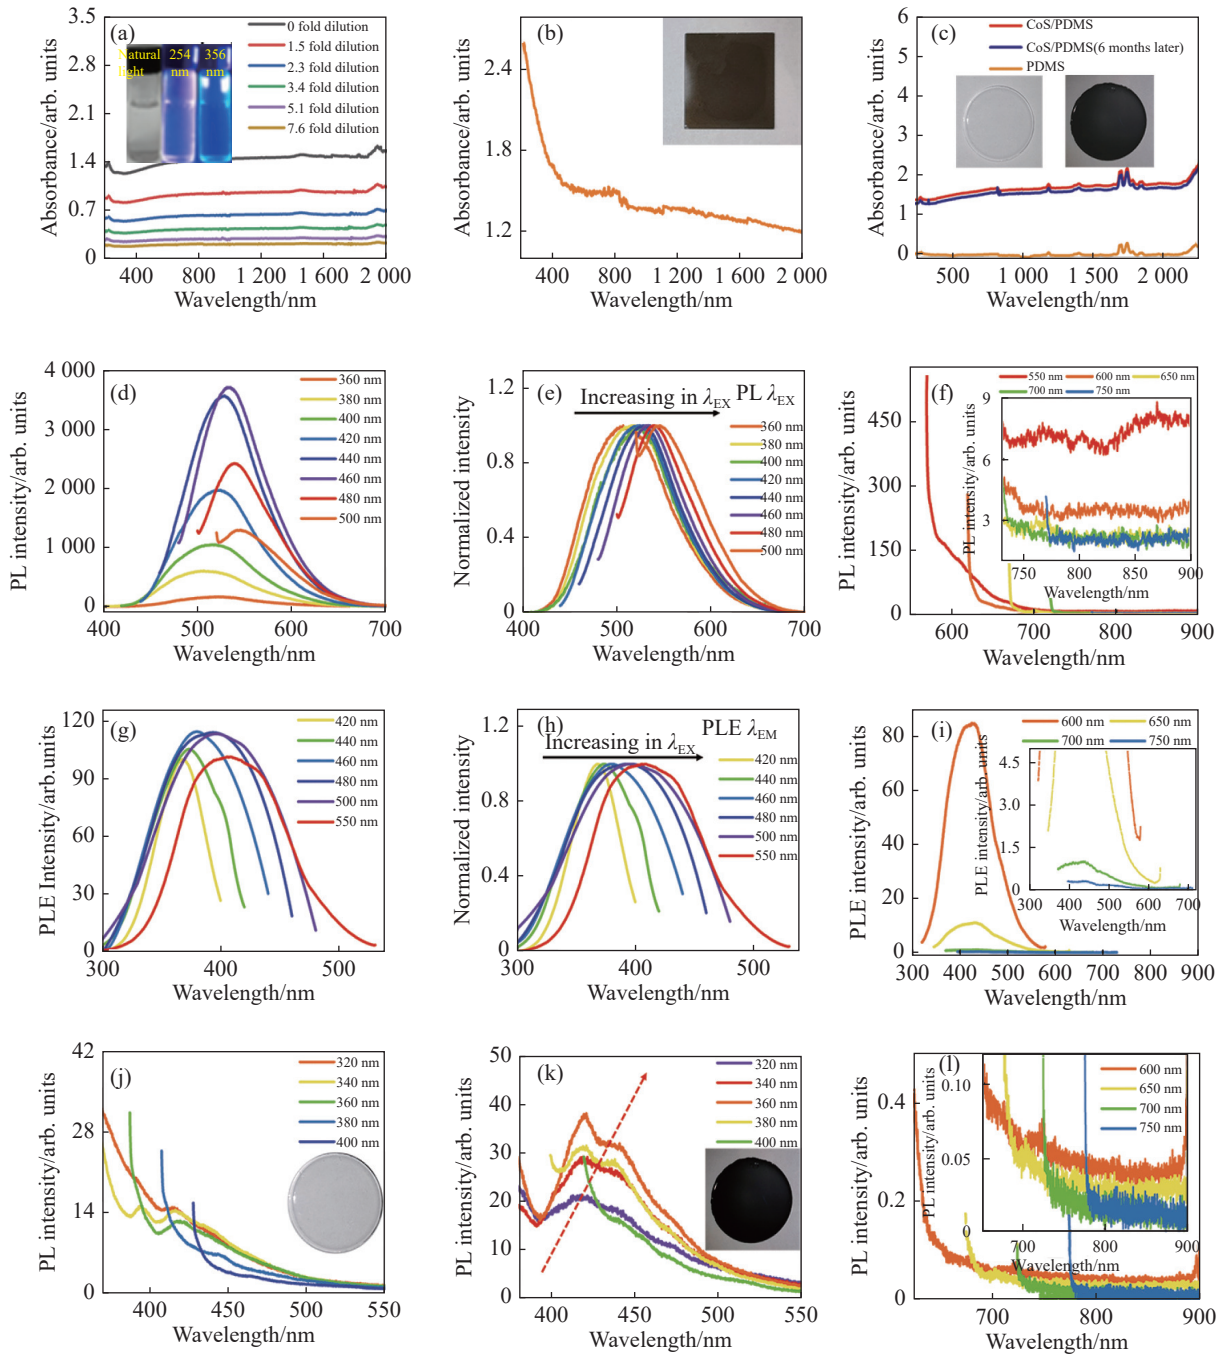 (a)
Absorbance/arb. units
3.5
2.8
2.1
1.4
0.7
0
Natural light
254 nm
356 nm
0 fold dilution
1.5 fold dilution
2.3 fold dilution
3.4 fold dilution
5.1 fold dilution
7.6 fold dilution
400 800 1 200 1 600 2 000
Wavelength/nm
(b)
Absorbance/arb. units
2.4
1.8
1.2
400 800 1 200 1 600 2 000
Wavelength/nm
(c)
Absorbance/arb. units
6
5
4
3
2
1
0
CoS/PDMS
CoS/PDMS(6 months later)
PDMS
500 1 000 1 500 2 000
Wavelength/nm
(d)
PL intensity/arb. units
4 000
3 000
2 000
1 000
0
360 nm
380 nm
400 nm
420 nm
440 nm
460 nm
480 nm
500 nm
400 500 600 700
Wavelength/nm
(e)
Normalized intensity
1.2
0.8
0.4
0
Increasing in λEX
PL λEX
360 nm
380 nm
400 nm
420 nm
440 nm
460 nm
480 nm
500 nm
400 500 600 700
Wavelength/nm
(f)
PL intensity/arb. units
450
300
150
0
550 nm 600 nm 650 nm
700 nm 750 nm
PL intensity/arb. units
9
6
3
750 800 850 900
Wavelength/nm
600 700 800 900
Wavelength/nm
(g)
PLE Intensity/arb.units
120
90
60
30
0
420 nm
440 nm
460 nm
480 nm
500 nm
550 nm
300 400 500
Wavelength/nm
(h)
Normalized intensity
1.2
0.8
0.4
0
Increasing in λEX
PLE λEM
420 nm
440 nm
460 nm
480 nm
500 nm
550 nm
300 400 500
Wavelength/nm
(i)
PLE intensity/arb. units
80
60
40
20
0
600 nm 650 nm
700 nm 750 nm
PLE intensity/arb. units
4.5
3.0
1.5
0
300 400 500 600 700
Wavelength/nm
300 400 500 600 700 800 900
Wavelength/nm
(j)
PL intensity/arb. units
42
28
14
0
320 nm
340 nm
360 nm
380 nm
400 nm
400 450 500 550
Wavelength/nm
(k)
PL intensity/arb. units
50
40
30
20
10
0
320 nm
340 nm
360 nm
380 nm
400 nm
400 450 500 550
Wavelength/nm
(l)
PL intensity/arb. units
0.4
0.2
0
600 nm
650 nm
700 nm
750 nm
PL intensity/arb. units
0.10
0.05
0
700 800 900
Wavelength/nm
700 800 900
Wavelength/nm